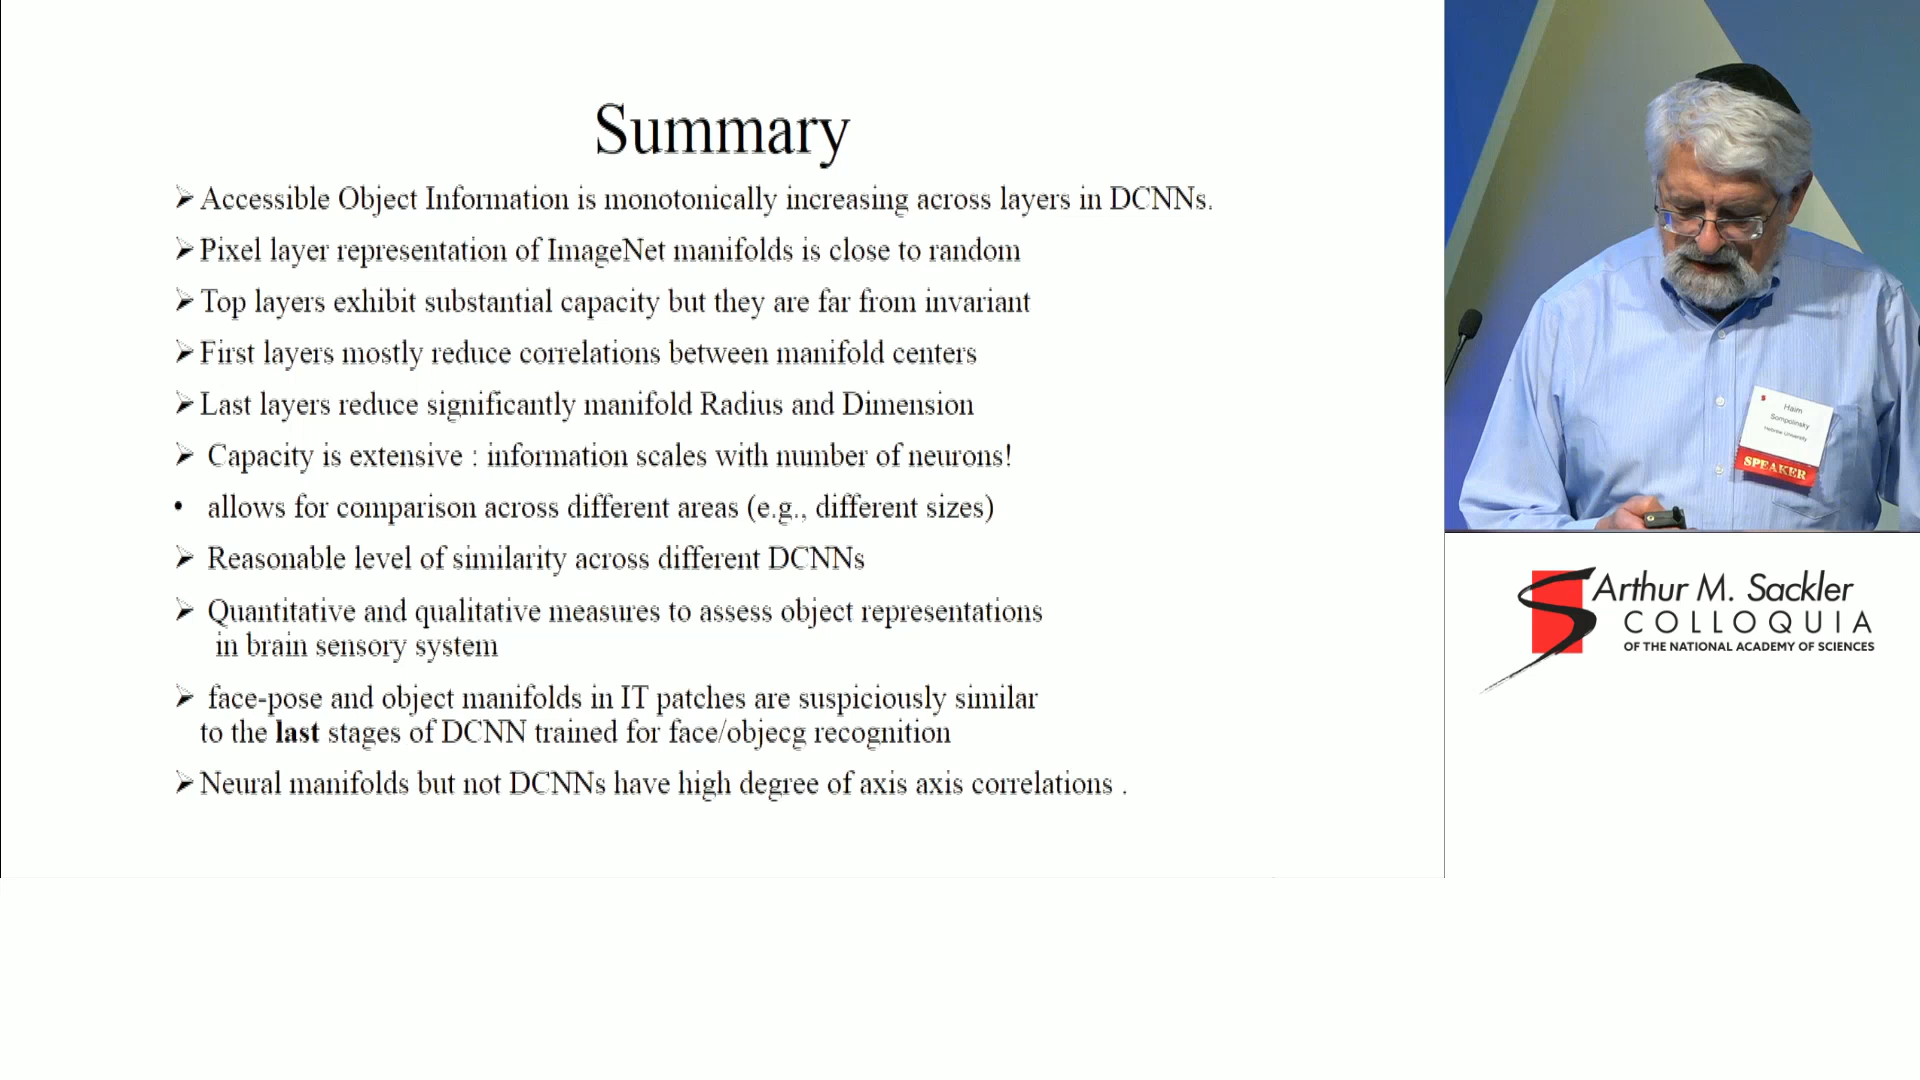 Summary
➢ Accessible Object Information is monotonically increasing across layers in DCNNs.
➢ Pixel layer representation of ImageNet manifolds is close to random
➢ Top layers exhibit substantial capacity but they are far from invariant
➢ First layers mostly reduce correlations between manifold centers
➢ Last layers reduce significantly manifold Radius and Dimension
➢ Capacity is extensive : information scales with number of neurons!
• allows for comparison across different areas (e.g., different sizes)
➢ Reasonable level of similarity across different DCNNs
➢ Quantitative and qualitative measures to assess object representations
in brain sensory system
➢ face-pose and object manifolds in IT patches are suspiciously similar
to the last stages of DCNN trained for face/objecg recognition
➢ Neural manifolds but not DCNNs have high degree of axis axis correlations .
Haim
Sompolinsky
Hebrew University
SPEAKER
Arthur M. Sackler
COLLOQUIA
OF THE NATIONAL ACADEMY OF SCIENCES